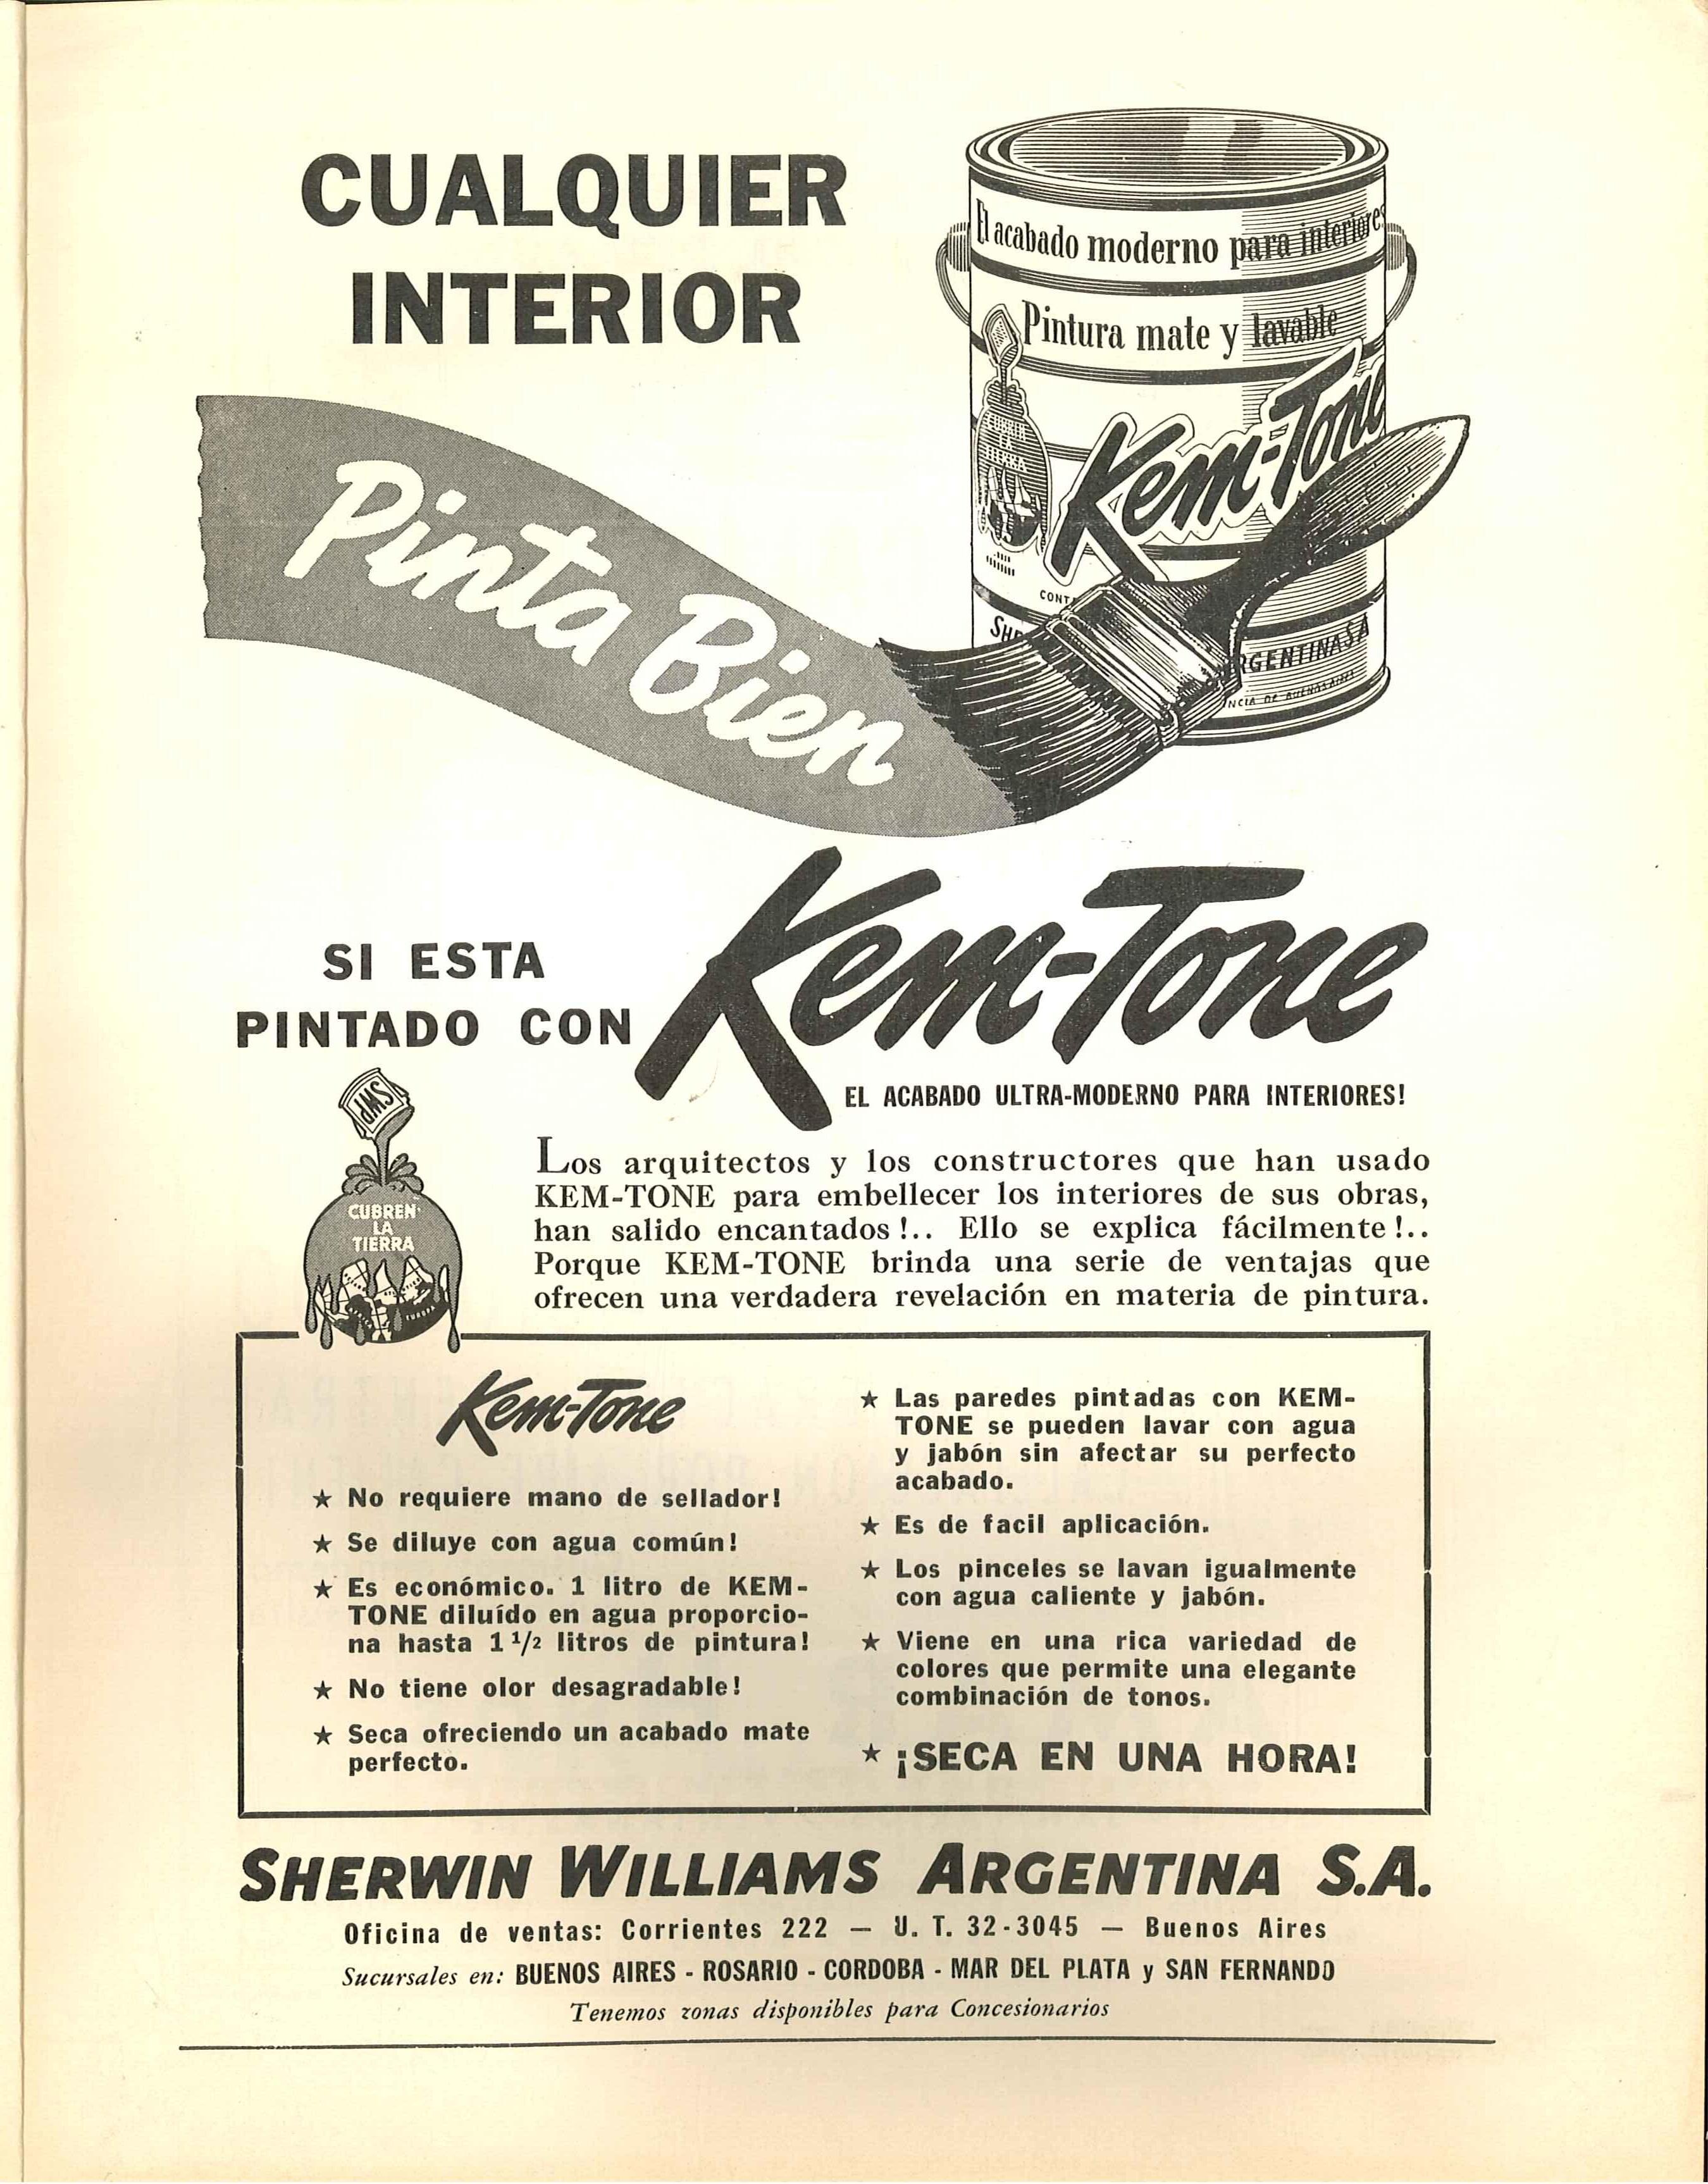 CUALQUIER
INTERIOR
El acabado moderno para interiores
Pintura mate y lavable
CUBREN
LA
TIERRA
Kem-Tone
ARGENTINA S.A.
DE BUENOS AIRES
Pinta Bien
SI ESTA
PINTADO CON
Kem-Tone
EL ACABADO ULTRA-MODERNO PARA INTERIORES!
SWP
CUBREN
LA
TIERRA
Los arquitectos y los constructores que han usado
KEM-TONE para embellecer los interiores de sus obras,
han salido encantados!.. Ello se explica fácilmente!..
Porque KEM-TONE brinda una serie de ventajas que
ofrecen una verdadera revelación en materia de pintura.
Kem-Tone
★ No requiere mano de sellador!
★ Se diluye con agua común!
★ Es económico. 1 litro de KEM-
TONE diluído en agua proporcio-
na hasta 1 1/2 litros de pintura!
★ No tiene olor desagradable!
★ Seca ofreciendo un acabado mate
perfecto.
★ Las paredes pintadas con KEM-
TONE se pueden lavar con agua
y jabón sin afectar su perfecto
acabado.
★ Es de facil aplicación.
★ Los pinceles se lavan igualmente
con agua caliente y jabón.
★ Viene en una rica variedad de
colores que permite una elegante
combinación de tonos.
★ ¡SECA EN UNA HORA!
SHERWIN WILLIAMS ARGENTINA S.A.
Oficina de ventas: Corrientes 222 — U. T. 32-3045 — Buenos Aires
Sucursales en: BUENOS AIRES - ROSARIO - CORDOBA - MAR DEL PLATA y SAN FERNANDO
Tenemos zonas disponibles para Concesionarios